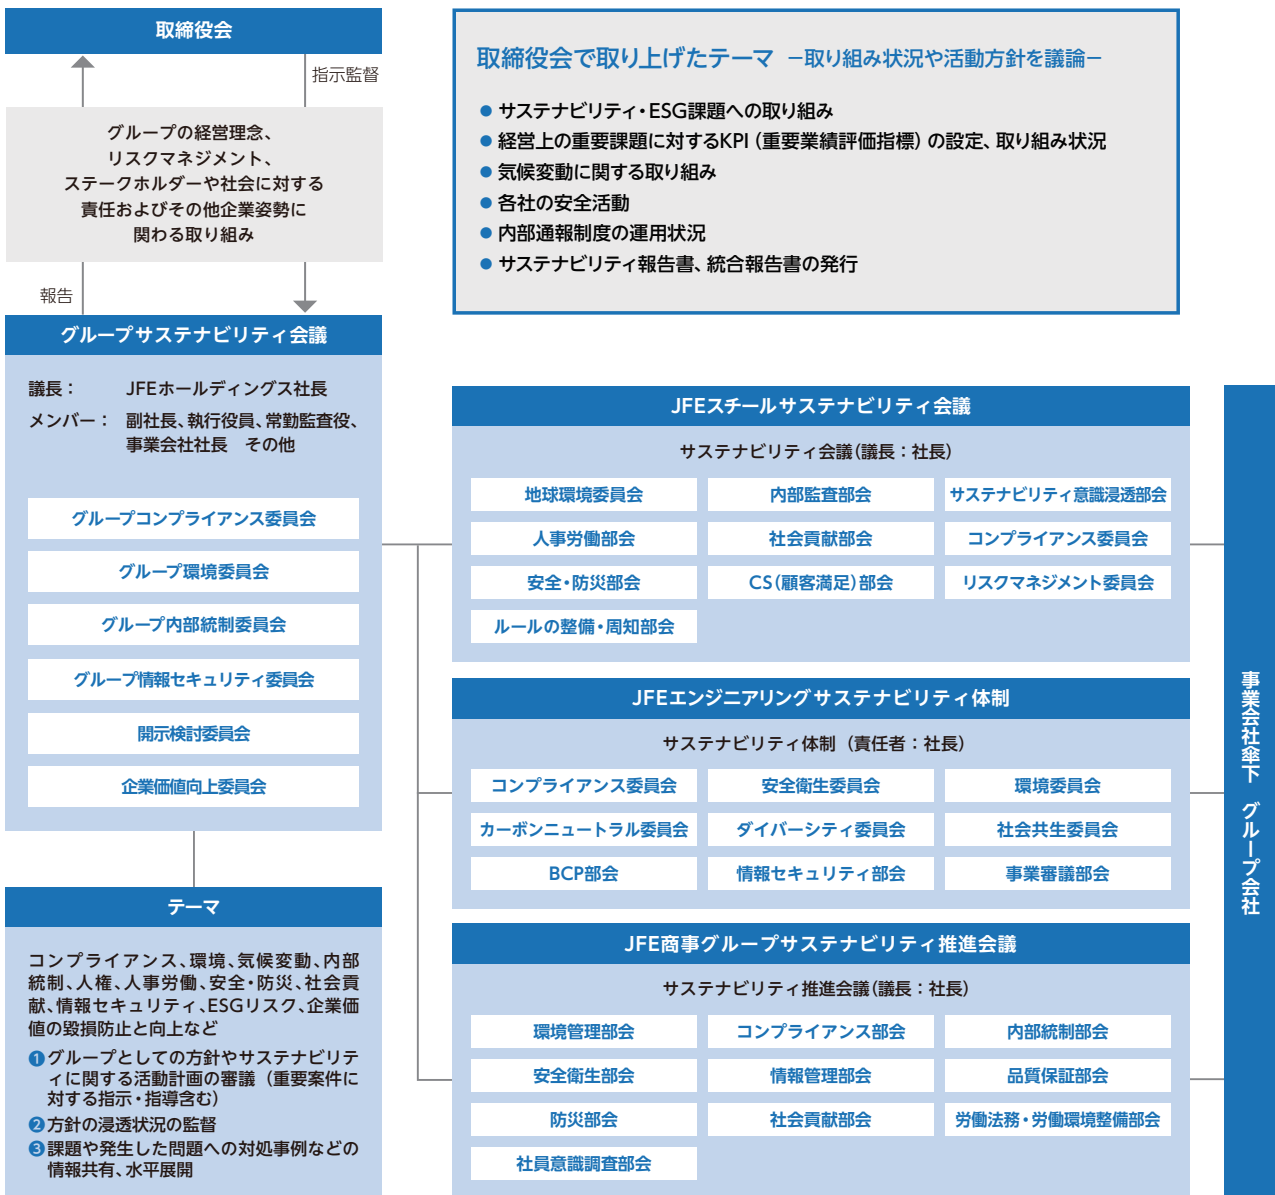 取締役会
指示監督
グループの経営理念、
リスクマネジメント、
ステークホルダーや社会に対する
責任およびその他企業姿勢に
関わる取り組み
報告
取締役会で取り上げたテーマ −取り組み状況や活動方針を議論−
● サステナビリティ・ESG課題への取り組み
● 経営上の重要課題に対するKPI（重要業績評価指標）の設定、取り組み状況
● 気候変動に関する取り組み
● 各社の安全活動
● 内部通報制度の運用状況
● サステナビリティ報告書、統合報告書の発行
グループサステナビリティ会議
議長： JFEホールディングス社長
メンバー： 副社長、執行役員、常勤監査役、
事業会社社長　その他
グループコンプライアンス委員会
グループ環境委員会
グループ内部統制委員会
グループ情報セキュリティ委員会
開示検討委員会
企業価値向上委員会
テーマ
コンプライアンス、環境、気候変動、内部
統制、人権、人事労働、安全・防災、社会貢
献、情報セキュリティ、ESGリスク、企業価
値の毀損防止と向上など
❶グループとしての方針やサステナビリテ
ィに関する活動計画の審議（重要案件に
対する指示・指導含む）
❷方針の浸透状況の監督
❸課題や発生した問題への対処事例などの
情報共有、水平展開
JFEスチールサステナビリティ会議
サステナビリティ会議（議長：社長）
地球環境委員会 内部監査部会 サステナビリティ意識浸透部会
人事労働部会 社会貢献部会 コンプライアンス委員会
安全・防災部会 CS（顧客満足）部会 リスクマネジメント委員会
ルールの整備・周知部会
JFEエンジニアリングサステナビリティ体制
サステナビリティ体制（責任者：社長）
コンプライアンス委員会 安全衛生委員会 環境委員会
カーボンニュートラル委員会 ダイバーシティ委員会 社会共生委員会
BCP部会 情報セキュリティ部会 事業審議部会
JFE商事グループサステナビリティ推進会議
サステナビリティ推進会議（議長：社長）
環境管理部会 コンプライアンス部会 内部統制部会
安全衛生部会 情報管理部会 品質保証部会
防災部会 社会貢献部会 労働法務・労働環境整備部会
社員意識調査部会
事業会社傘下　グループ会社